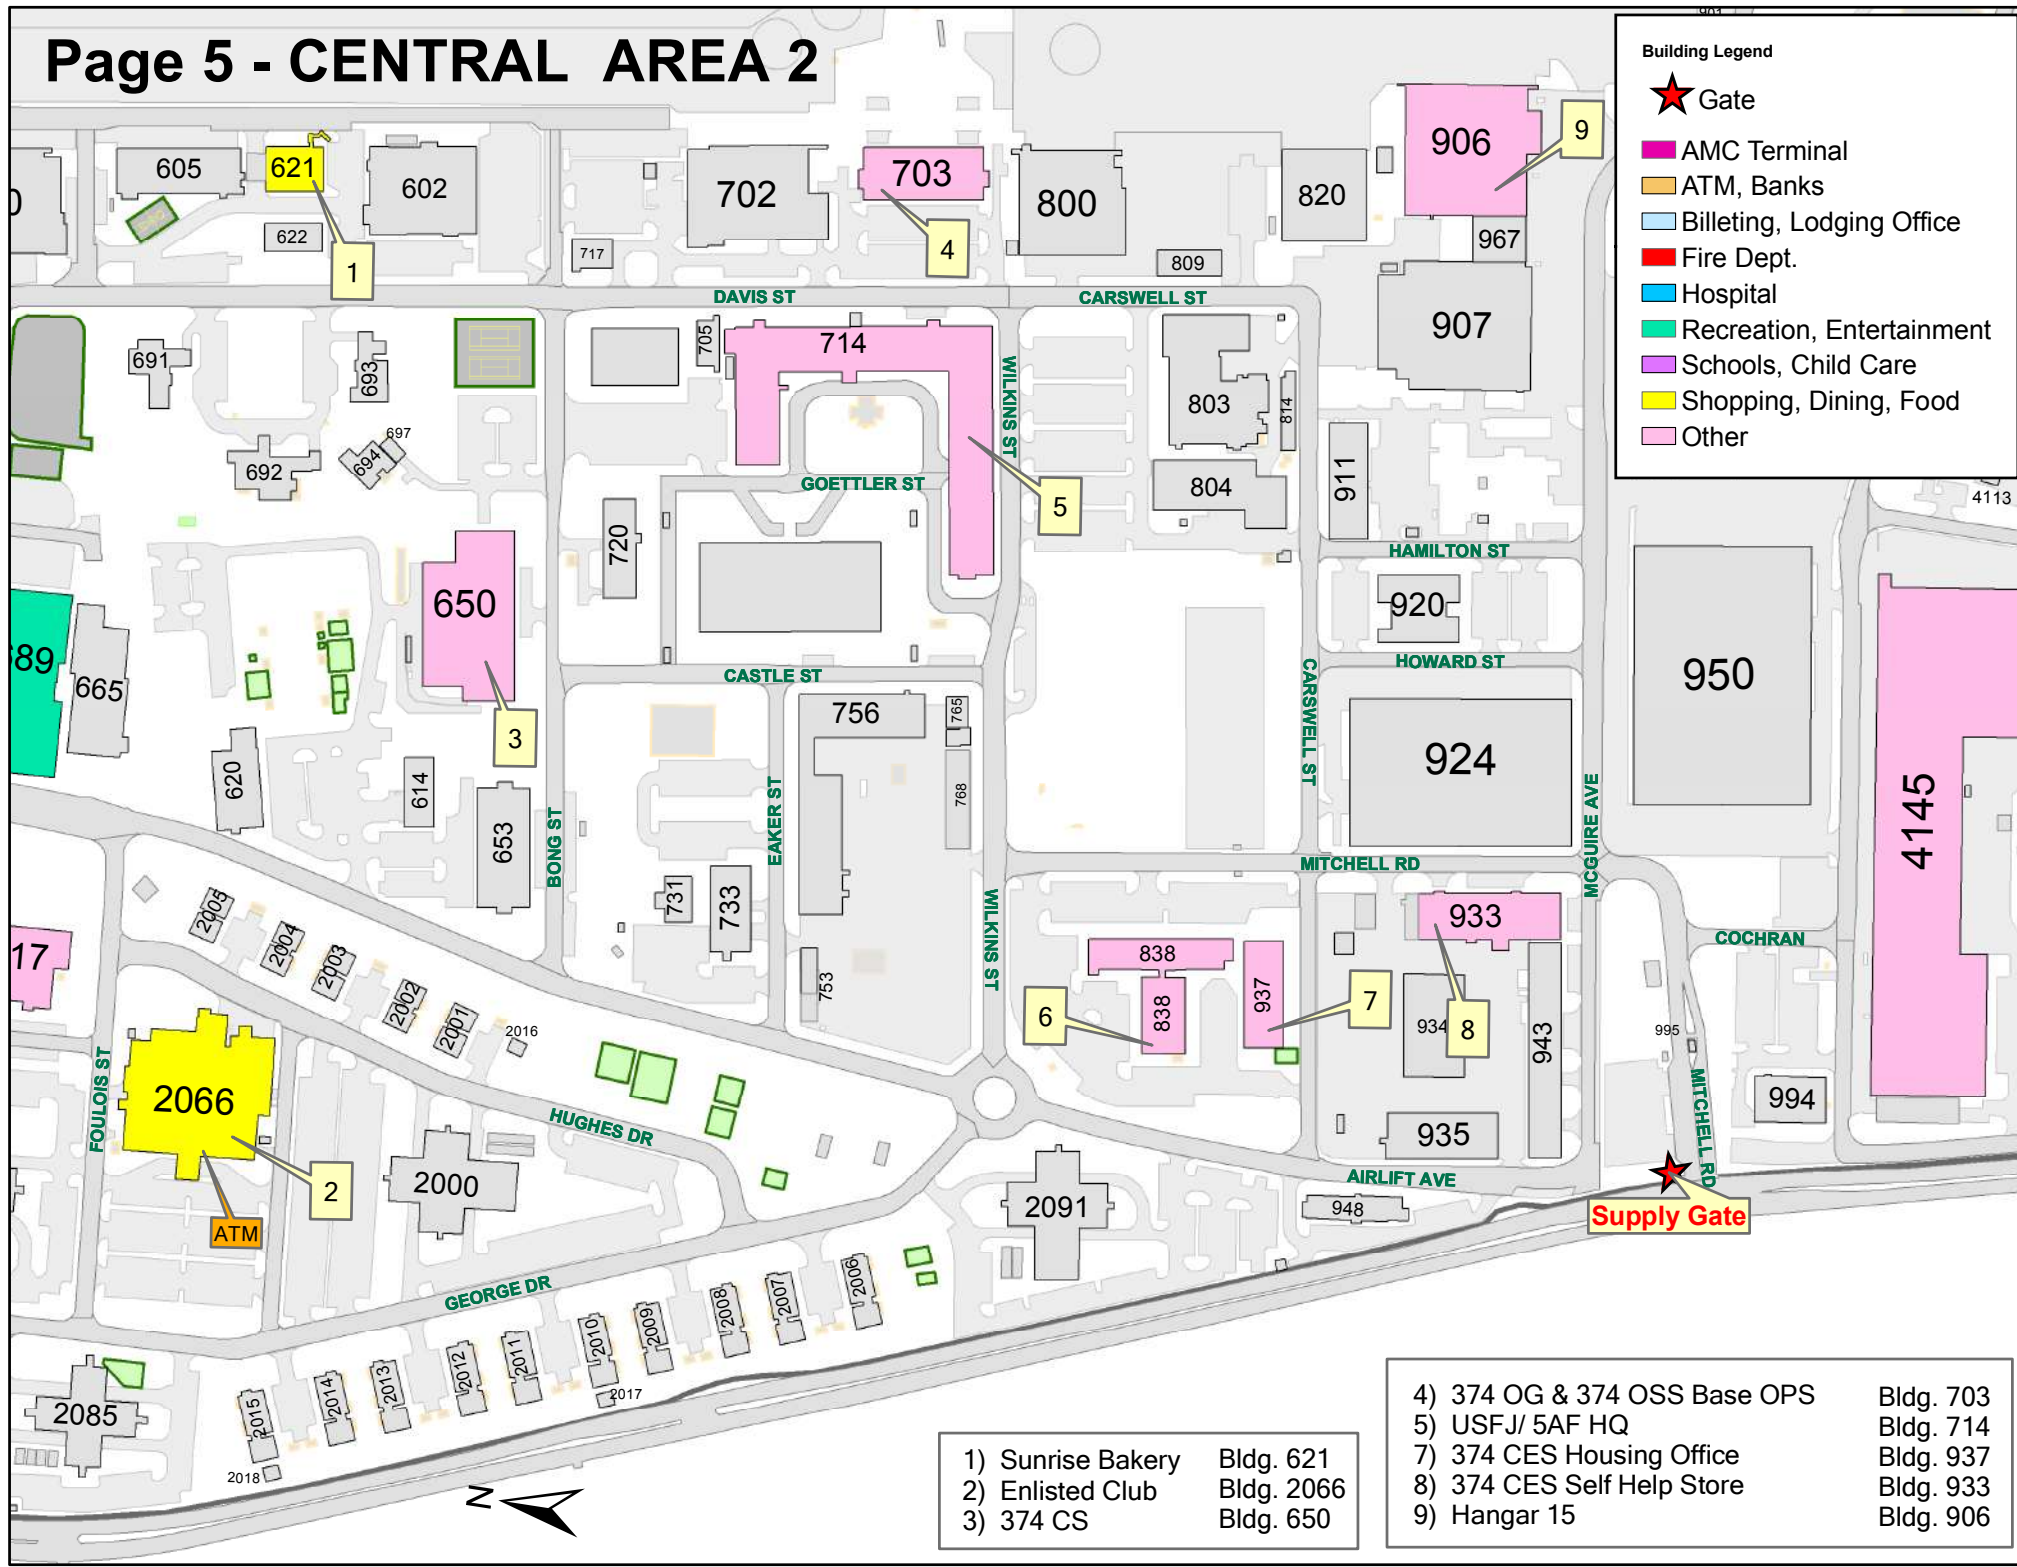 Page 5 - CENTRAL AREA 2
Building Legend
Gate
AMC Terminal
ATM, Banks
Billeting, Lodging Office
Fire Dept.
Hospital
Recreation, Entertainment
Schools, Child Care
Shopping, Dining, Food
Other
605
621
602
622
1
717
702
703
4
800
820
809
906
9
967
907
DAVIS ST
CARSWELL ST
691
693
692
694
697
705
714
WILKINS ST
803
814
804
911
4113
GOETTLER ST
5
720
650
3
HAMILTON ST
920
HOWARD ST
950
CARSWELL ST
CASTLE ST
665
620
614
653
BONG ST
EAKER ST
756
765
768
924
MCGUIRE AVE
4145
MITCHELL RD
731
733
753
WILKINS ST
838
838
937
6
7
933
934
8
943
935
COCHRAN
995
994
MITCHELL RD
2005
2004
2003
2002
2001
2016
17
FOULOIS ST
2066
2
ATM
HUGHES DR
2000
2091
AIRLIFT AVE
948
Supply Gate
GEORGE DR
2006
2007
2008
2009
2010
2011
2012
2013
2014
2015
2017
2018
2085
N
1) Sunrise Bakery Bldg. 621
2) Enlisted Club Bldg. 2066
3) 374 CS Bldg. 650
4) 374 OG & 374 OSS Base OPS Bldg. 703
5) USFJ/ 5AF HQ Bldg. 714
7) 374 CES Housing Office Bldg. 937
8) 374 CES Self Help Store Bldg. 933
9) Hangar 15 Bldg. 906